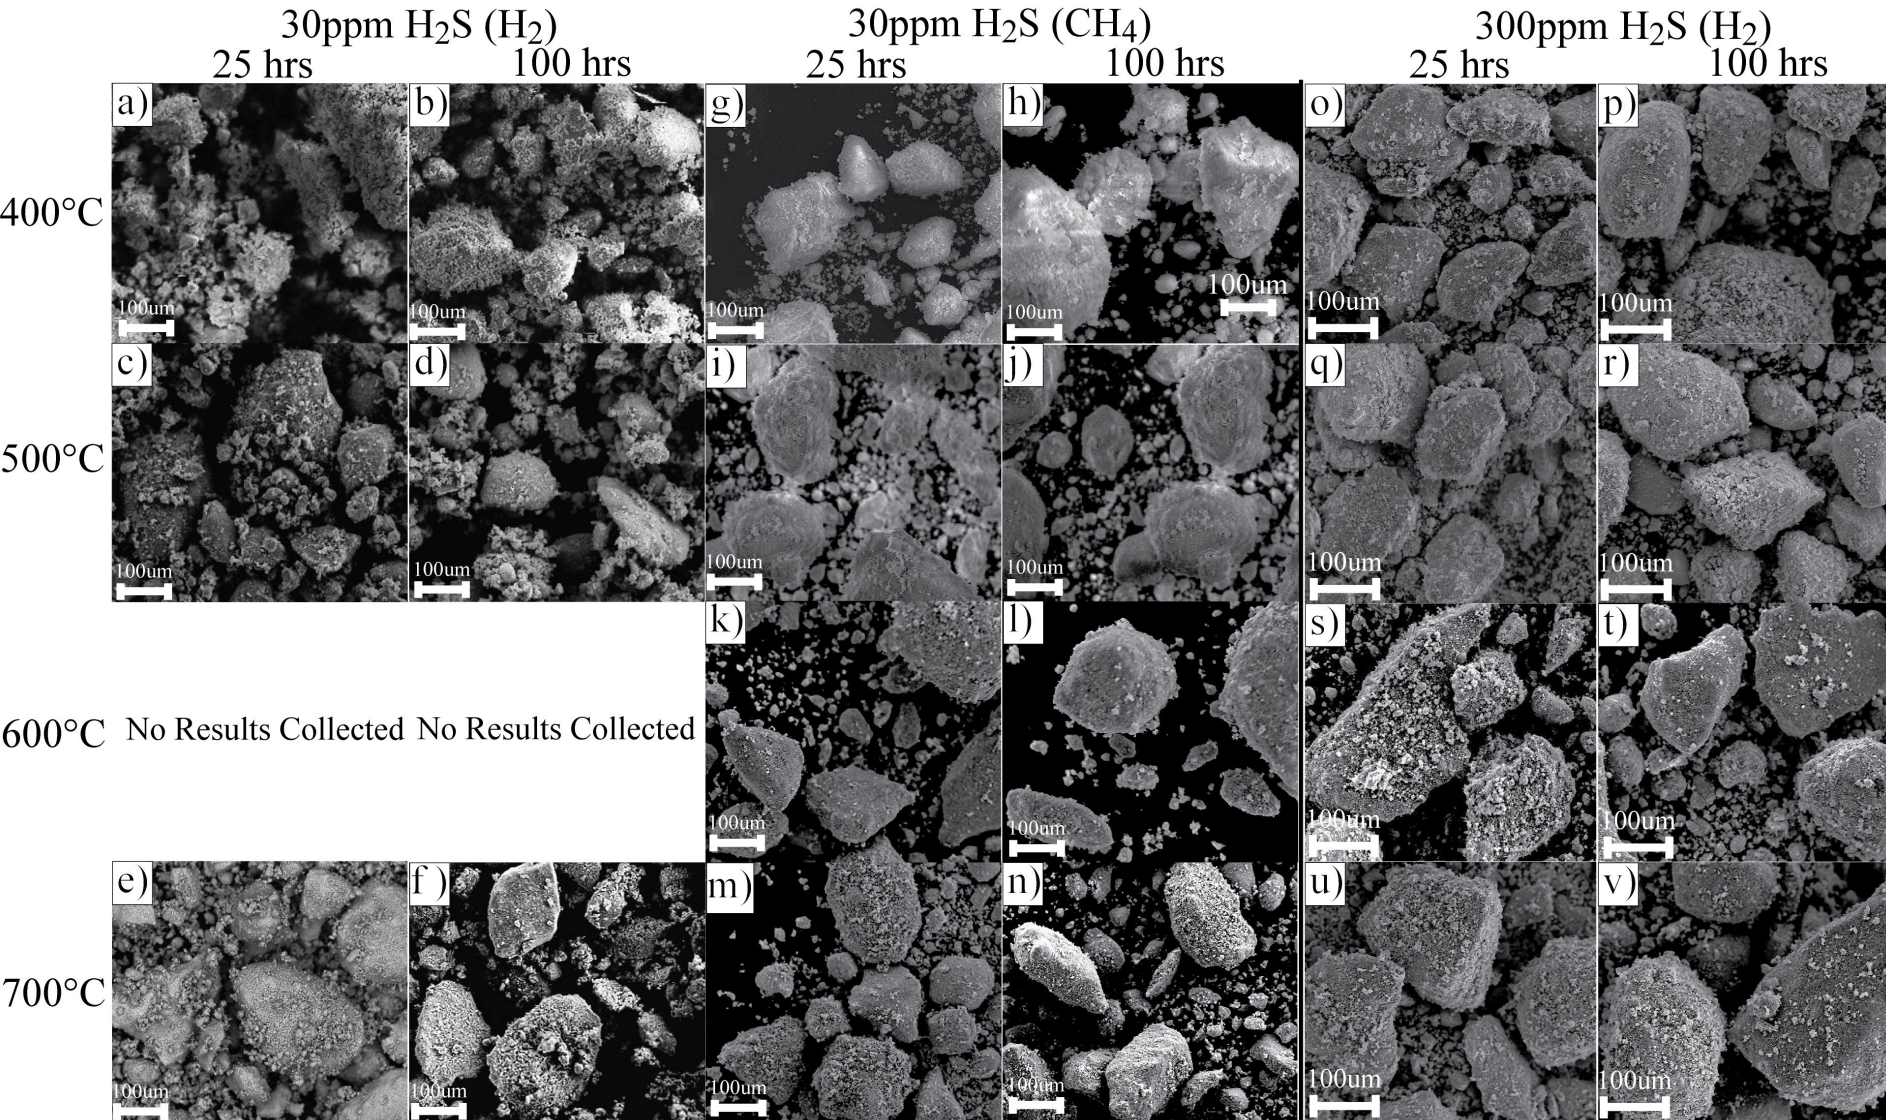 30ppm H2S (H2) 30ppm H2S (CH4) 300ppm H2S (H2)
25 hrs 100 hrs 25 hrs 100 hrs 25 hrs 100 hrs
a) b) g) h) o) p)
400°C
100um 100um 100um 100um 100um 100um 100um
c) d) i) j) q) r)
500°C
100um 100um 100um 100um 100um 100um
k) l) s) t)
600°C No Results Collected No Results Collected
100um 100um 100um 100um
e) f) m) n) u) v)
700°C
100um 100um 100um 100um 100um 100um